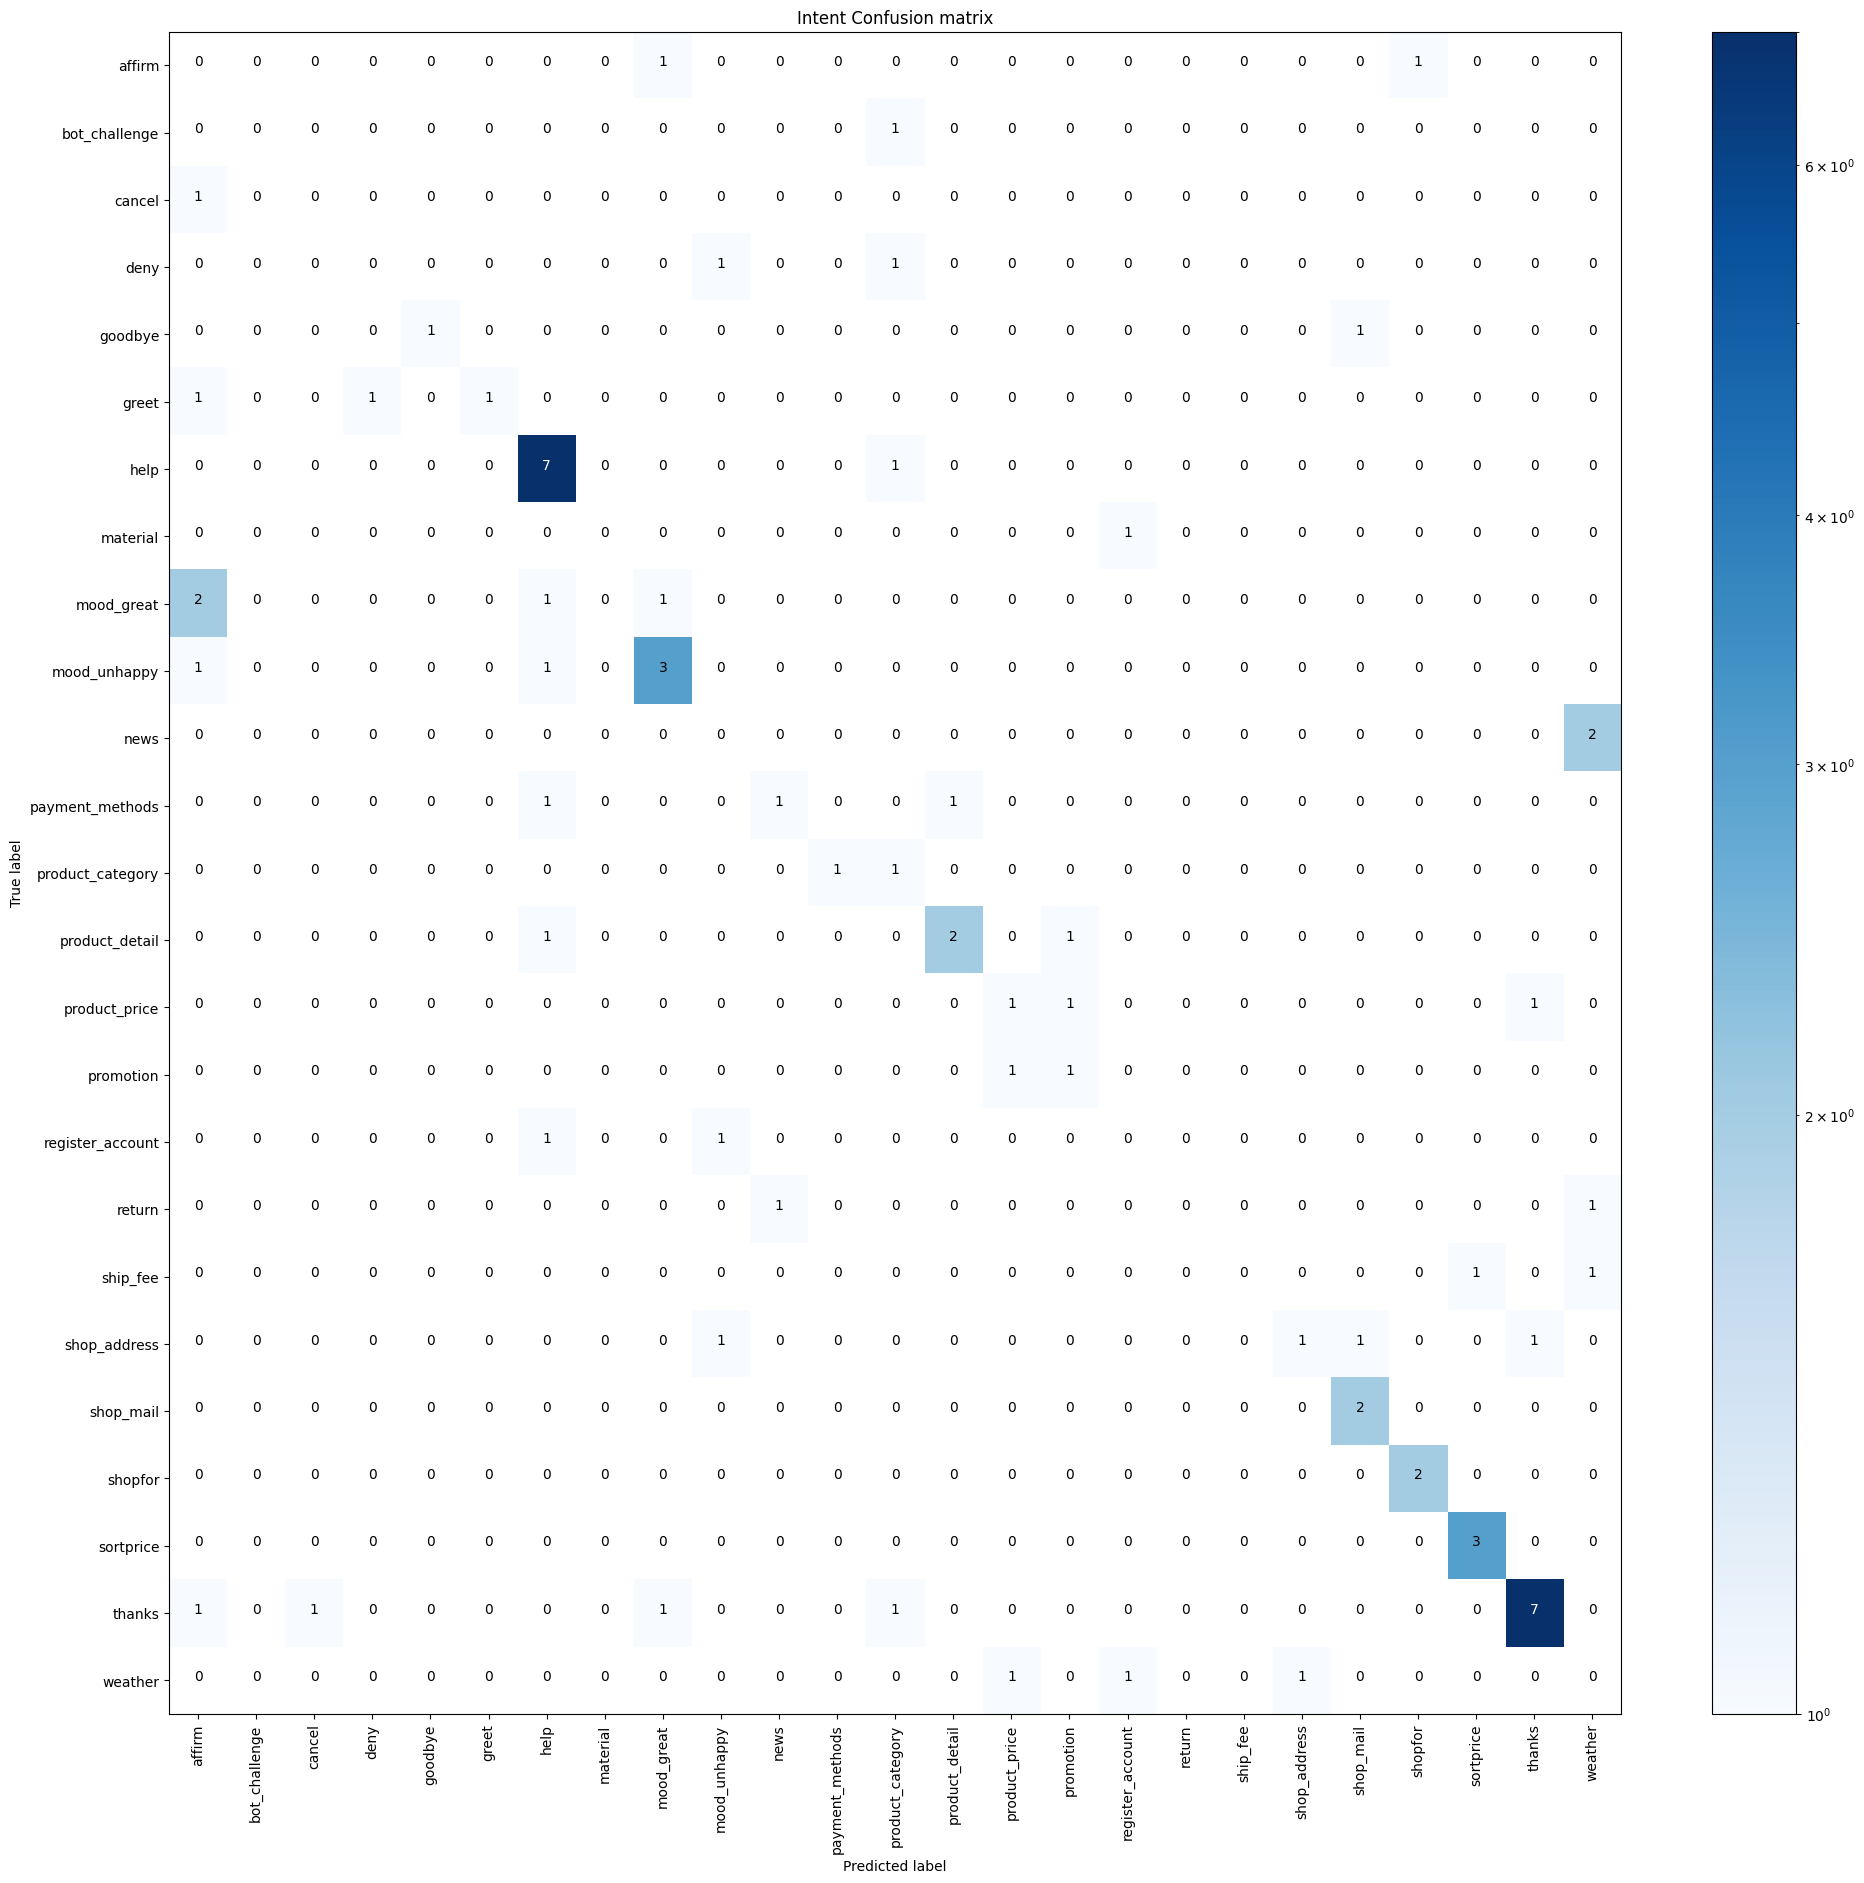 Intent Confusion matrix
affirm 0 0 0 0 0 0 0 0 1 0 0 0 0 0 0 0 0 0 0 0 0 1 0 0 0
bot_challenge 0 0 0 0 0 0 0 0 0 0 0 0 1 0 0 0 0 0 0 0 0 0 0 0 0
cancel 1 0 0 0 0 0 0 0 0 0 0 0 0 0 0 0 0 0 0 0 0 0 0 0 0
deny 0 0 0 0 0 0 0 0 0 1 0 0 1 0 0 0 0 0 0 0 0 0 0 0 0
goodbye 0 0 0 0 1 0 0 0 0 0 0 0 0 0 0 0 0 0 0 0 1 0 0 0 0
greet 1 0 0 1 0 1 0 0 0 0 0 0 0 0 0 0 0 0 0 0 0 0 0 0 0
help 0 0 0 0 0 0 7 0 0 0 0 0 1 0 0 0 0 0 0 0 0 0 0 0 0
material 0 0 0 0 0 0 0 0 0 0 0 0 0 0 0 0 1 0 0 0 0 0 0 0 0
mood_great 2 0 0 0 0 0 1 0 1 0 0 0 0 0 0 0 0 0 0 0 0 0 0 0 0
mood_unhappy 1 0 0 0 0 0 1 0 3 0 0 0 0 0 0 0 0 0 0 0 0 0 0 0 0
news 0 0 0 0 0 0 0 0 0 0 0 0 0 0 0 0 0 0 0 0 0 0 0 0 2
payment_methods 0 0 0 0 0 0 1 0 0 0 1 0 0 1 0 0 0 0 0 0 0 0 0 0 0
product_category 0 0 0 0 0 0 0 0 0 0 0 1 1 0 0 0 0 0 0 0 0 0 0 0 0
product_detail 0 0 0 0 0 0 1 0 0 0 0 0 0 2 0 1 0 0 0 0 0 0 0 0 0
product_price 0 0 0 0 0 0 0 0 0 0 0 0 0 0 1 1 0 0 0 0 0 0 0 1 0
promotion 0 0 0 0 0 0 0 0 0 0 0 0 0 0 1 1 0 0 0 0 0 0 0 0 0
register_account 0 0 0 0 0 0 1 0 0 1 0 0 0 0 0 0 0 0 0 0 0 0 0 0 0
return 0 0 0 0 0 0 0 0 0 0 1 0 0 0 0 0 0 0 0 0 0 0 0 0 1
ship_fee 0 0 0 0 0 0 0 0 0 0 0 0 0 0 0 0 0 0 0 0 0 0 1 0 1
shop_address 0 0 0 0 0 0 0 0 0 1 0 0 0 0 0 0 0 0 0 1 1 0 0 1 0
shop_mail 0 0 0 0 0 0 0 0 0 0 0 0 0 0 0 0 0 0 0 0 2 0 0 0 0
shopfor 0 0 0 0 0 0 0 0 0 0 0 0 0 0 0 0 0 0 0 0 0 2 0 0 0
sortprice 0 0 0 0 0 0 0 0 0 0 0 0 0 0 0 0 0 0 0 0 0 0 3 0 0
thanks 1 0 1 0 0 0 0 0 1 0 0 0 1 0 0 0 0 0 0 0 0 0 0 7 0
weather 0 0 0 0 0 0 0 0 0 0 0 0 0 0 1 0 1 0 0 1 0 0 0 0 0
True label
affirm
bot_challenge
cancel
deny
goodbye
greet
help
material
mood_great
mood_unhappy
news
payment_methods
product_category
product_detail
product_price
promotion
register_account
return
ship_fee
shop_address
shop_mail
shopfor
sortprice
thanks
weather
Predicted label
6 × 10⁰
4 × 10⁰
3 × 10⁰
2 × 10⁰
10⁰